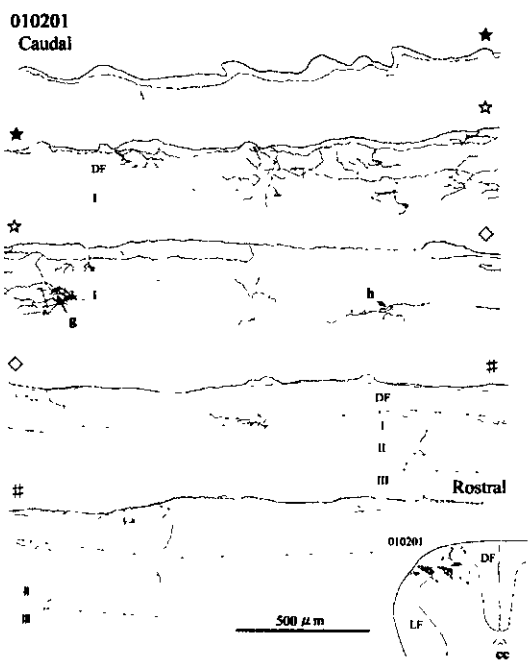 010201
Caudal
★
☆
★
DF
I
☆
◇
I
h
g
◇
#
DF
I
II
III
#
Rostral
010201
DF
II
III
500 μm
LF
cc